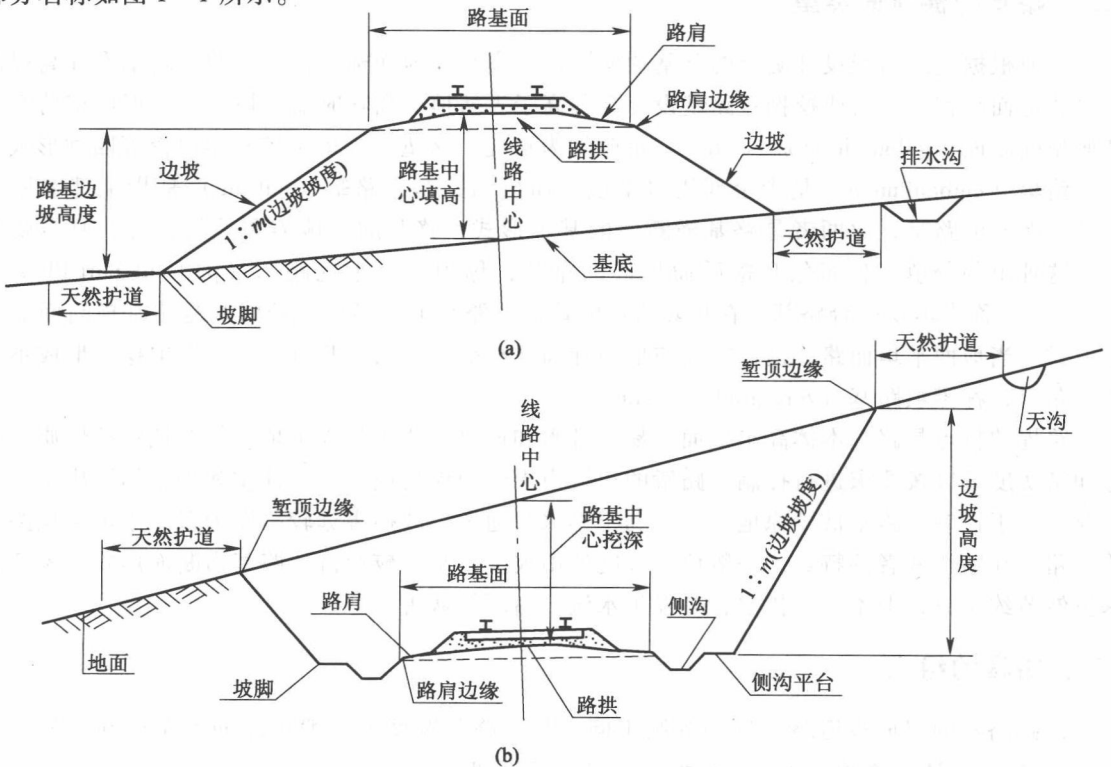 路基面
路肩
路肩边缘
路拱
边坡
路基边
坡高度
1∶m(边坡坡度)
路基中
心填高
线路中心
边坡
排水沟
天然护道
基底
天然护道
坡脚
(a)
天然护道
堑顶边缘
天沟
线路中心
堑顶边缘
天然护道
路基中
心挖深
1∶m(边坡坡度)
边坡高度
路基面
路肩
侧沟
地面
坡脚
路肩边缘
路拱
侧沟平台
(b)